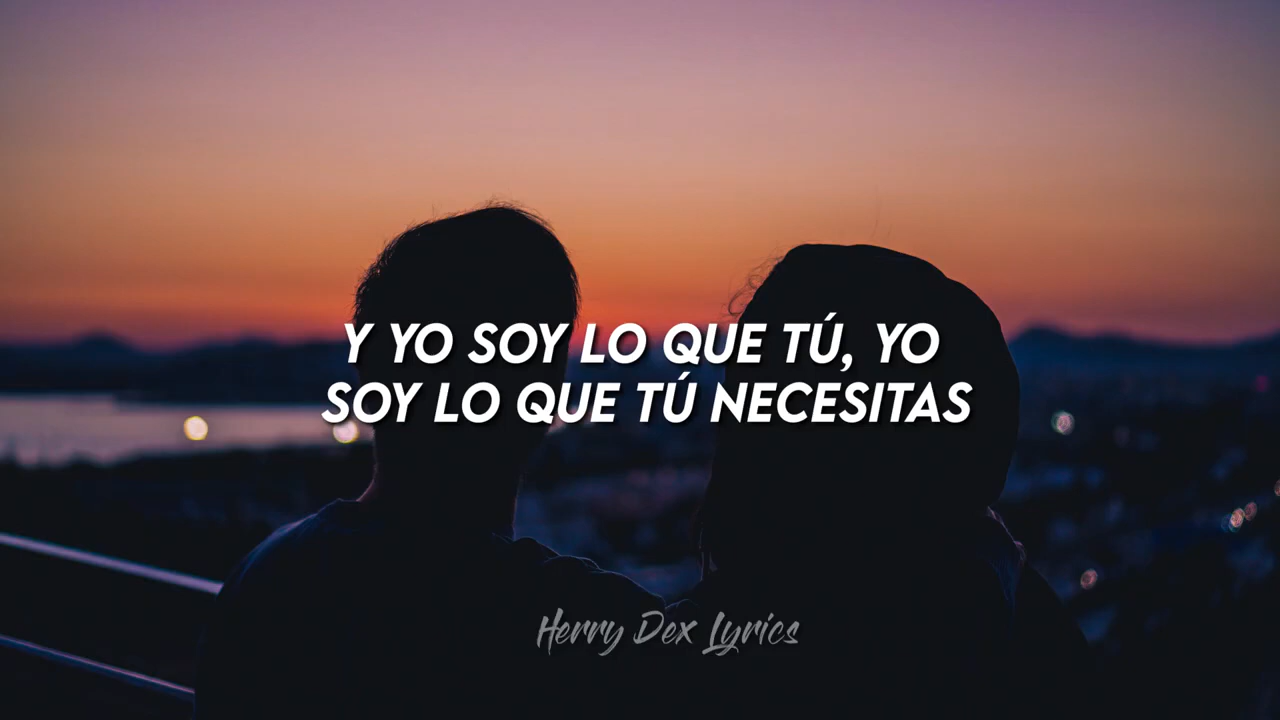 Y YO SOY LO QUE TÚ, YO
SOY LO QUE TÚ NECESITAS
Herry Dex Lyrics